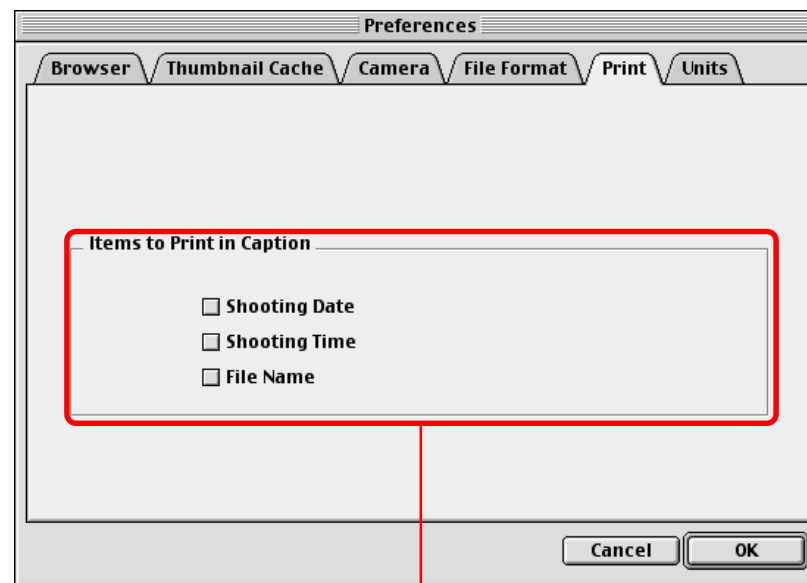 Preferences
Browser Thumbnail Cache Camera File Format Print Units
Items to Print in Caption
Shooting Date
Shooting Time
File Name
Cancel OK